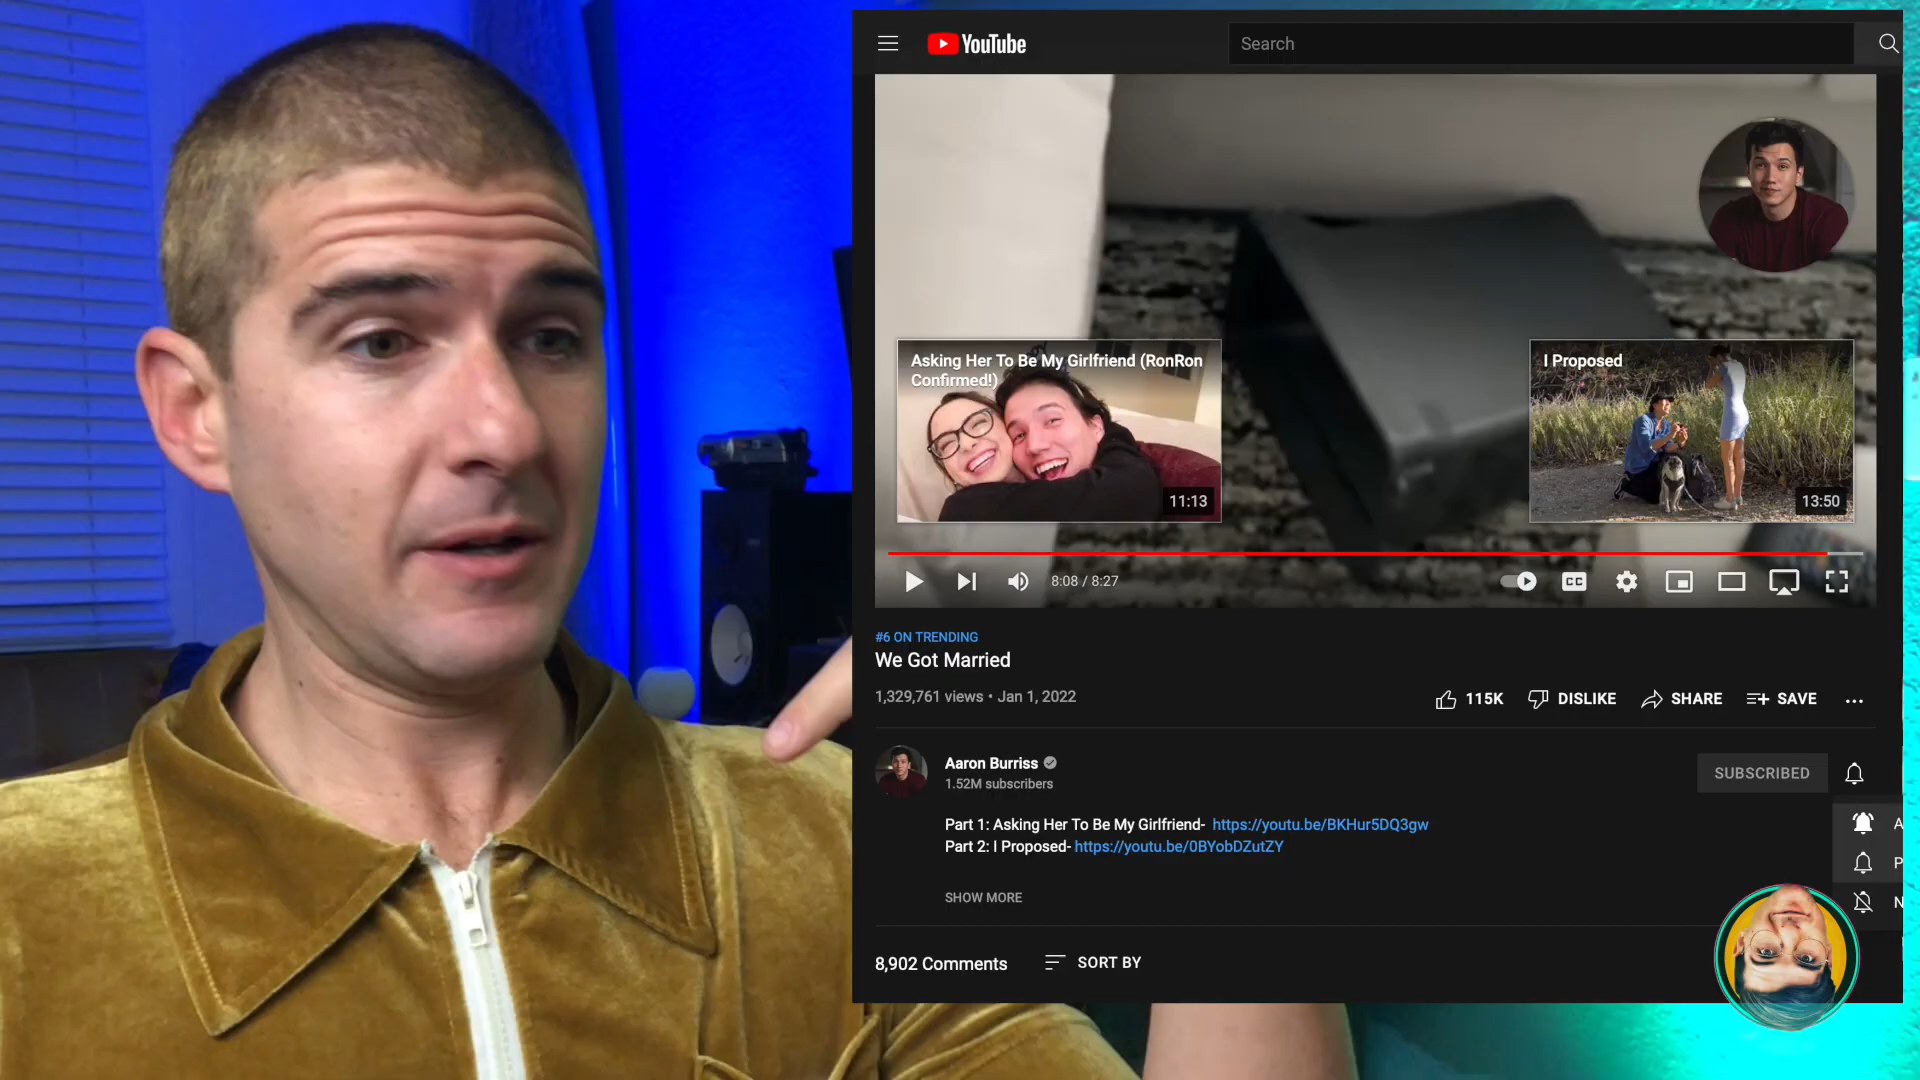 YouTube
Search
Asking Her To Be My Girlfriend (RonRon
Confirmed!)
11:13
I Proposed
13:50
8:08 / 8:27
CC
#6 ON TRENDING
We Got Married
1,329,761 views • Jan 1, 2022
115K
DISLIKE
SHARE
SAVE
Aaron Burriss
1.52M subscribers
SUBSCRIBED
Part 1: Asking Her To Be My Girlfriend- https://youtu.be/BKHur5DQ3gw
Part 2: I Proposed- https://youtu.be/0BYobDZutZY
A
P
N
SHOW MORE
8,902 Comments
SORT BY